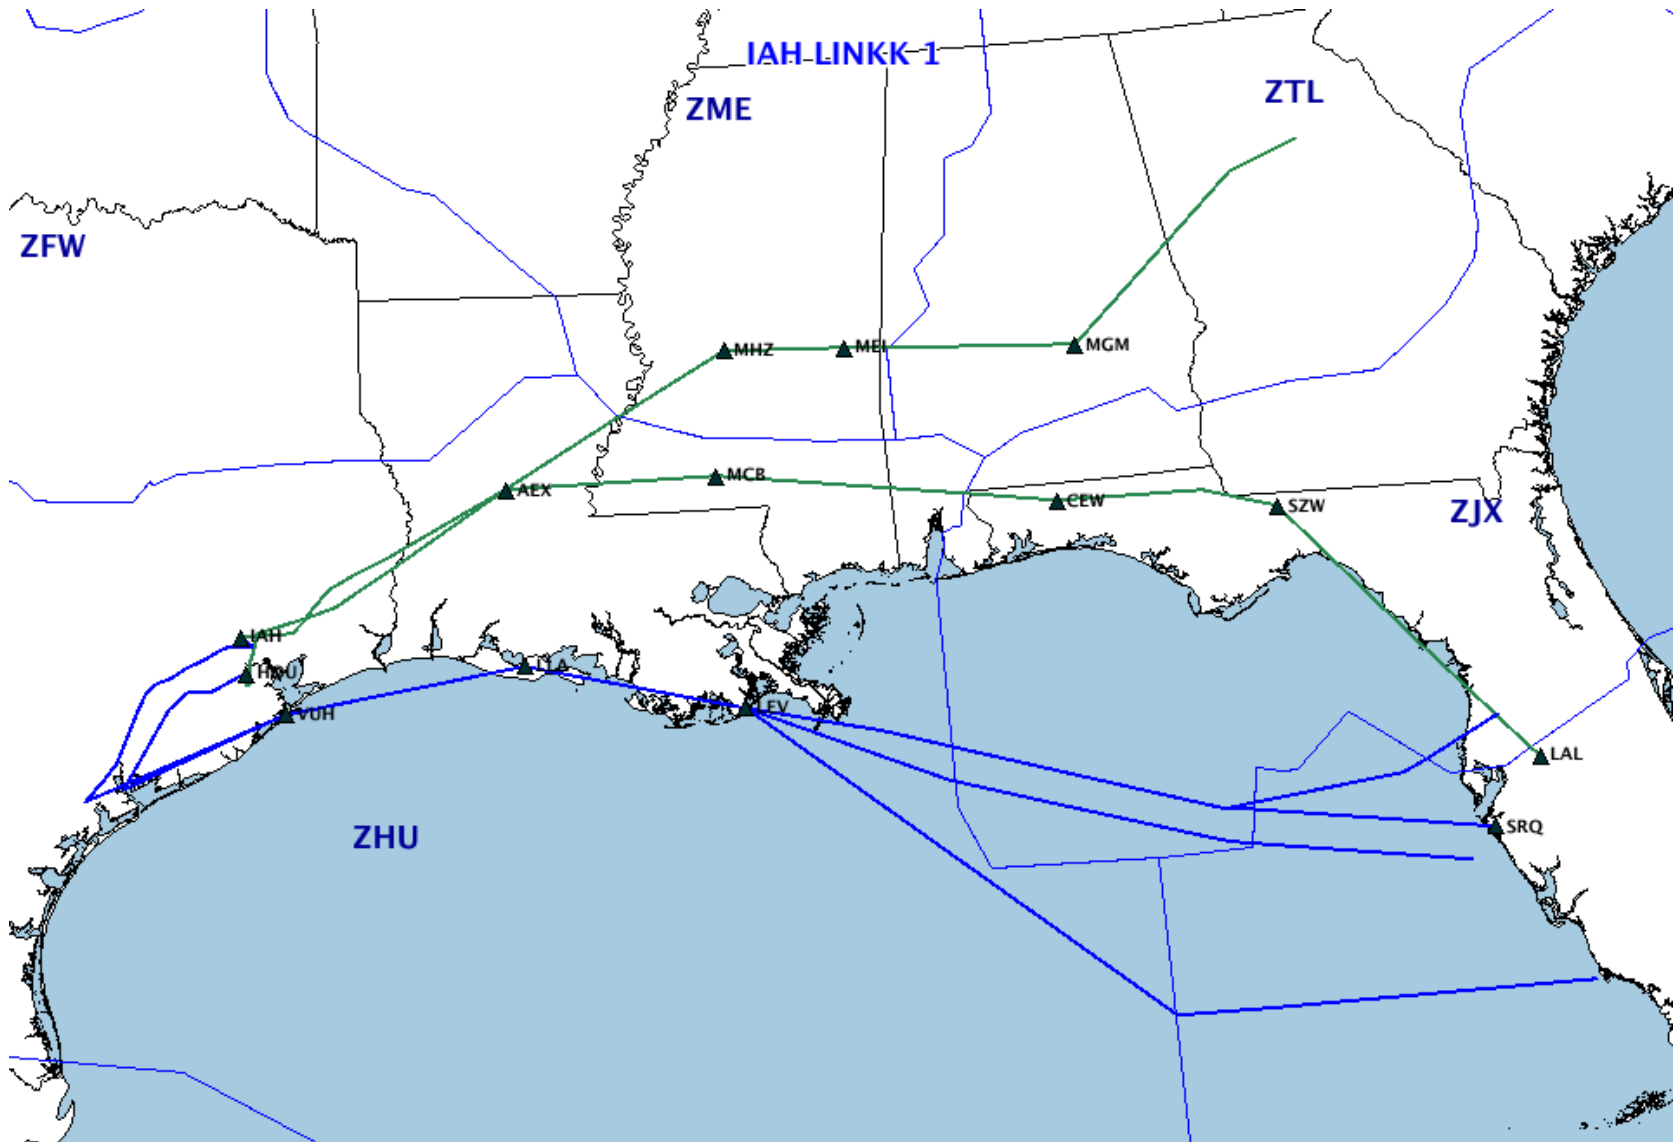 IAH LINKK 1
ZTL
ZME
ZFW
MHZ
MEI
MGM
MCB
AEX
CEW
SZW
ZJX
IAH
HOU
LLA
LEV
VUH
LAL
SRQ
ZHU